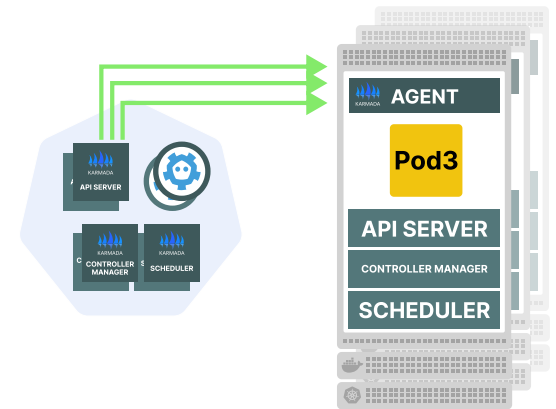 KARMADA
AGENT
Pod3
API SERVER
CONTROLLER MANAGER
SCHEDULER
A
KARMADA
API SERVER
C
KARMADA
CONTROLLER
MANAGER
S
KARMADA
SCHEDULER